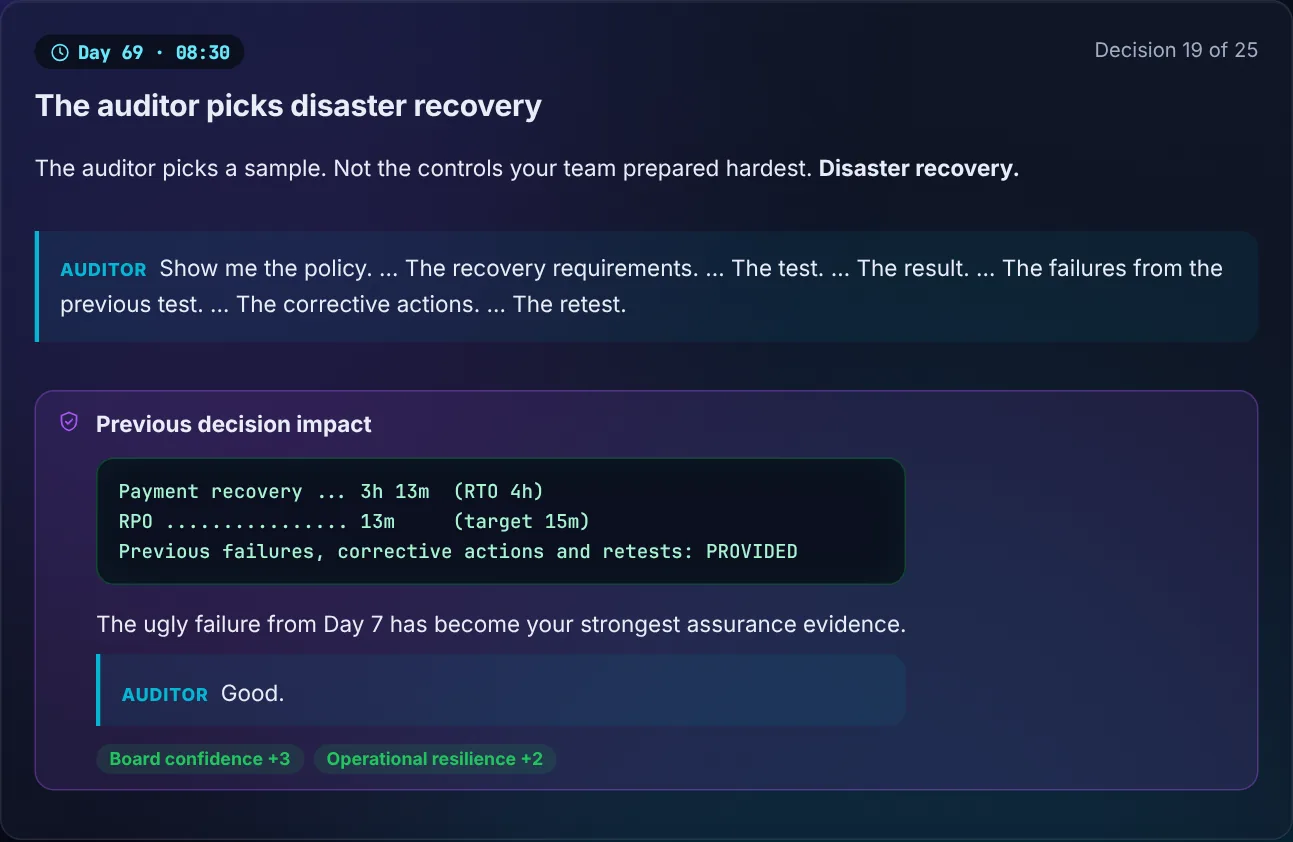 Day 69 · 08:30
Decision 19 of 25
The auditor picks disaster recovery
The auditor picks a sample. Not the controls your team prepared hardest. Disaster recovery.
AUDITOR Show me the policy. ... The recovery requirements. ... The test. ... The result. ... The failures from the
previous test. ... The corrective actions. ... The retest.
Previous decision impact
Payment recovery ... 3h 13m (RTO 4h)
RPO ................ 13m (target 15m)
Previous failures, corrective actions and retests: PROVIDED
The ugly failure from Day 7 has become your strongest assurance evidence.
AUDITOR Good.
Board confidence +3
Operational resilience +2